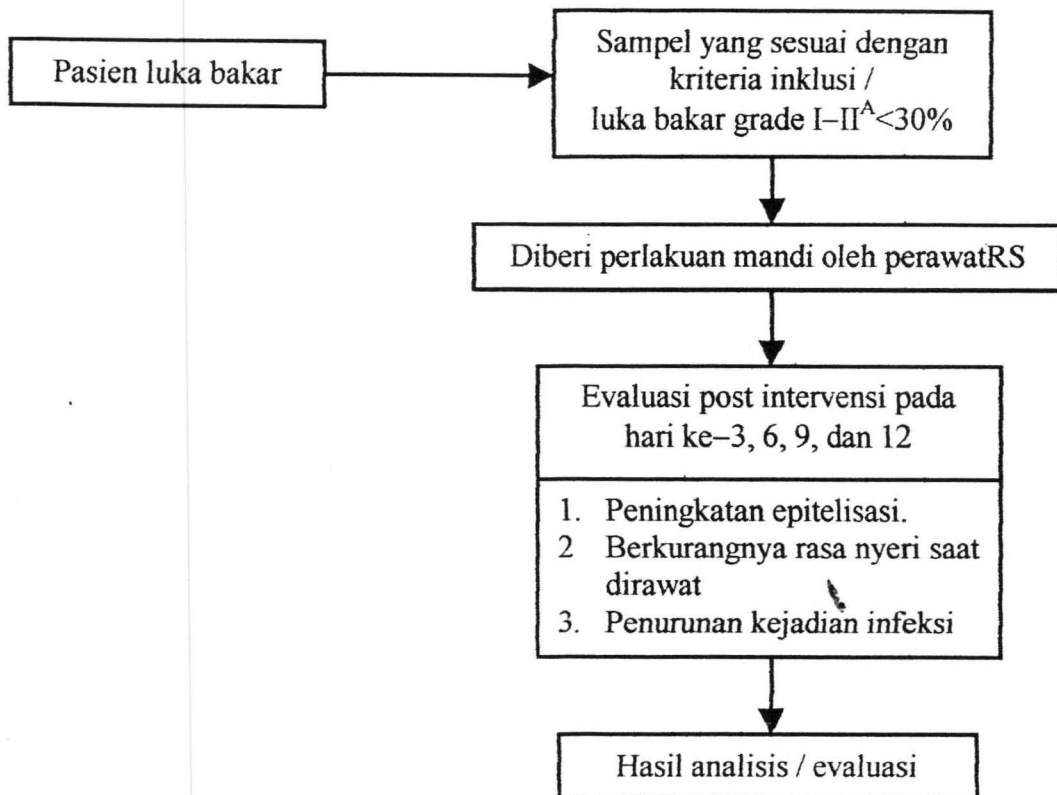 Pasien luka bakar
Sampel yang sesuai dengan
kriteria inklusi /
luka bakar grade I–II^A<30%
Diberi perlakuan mandi oleh perawatRS
Evaluasi post intervensi pada
hari ke–3, 6, 9, dan 12
1. Peningkatan epitelisasi.
2 Berkurangnya rasa nyeri saat
dirawat
3. Penurunan kejadian infeksi
Hasil analisis / evaluasi